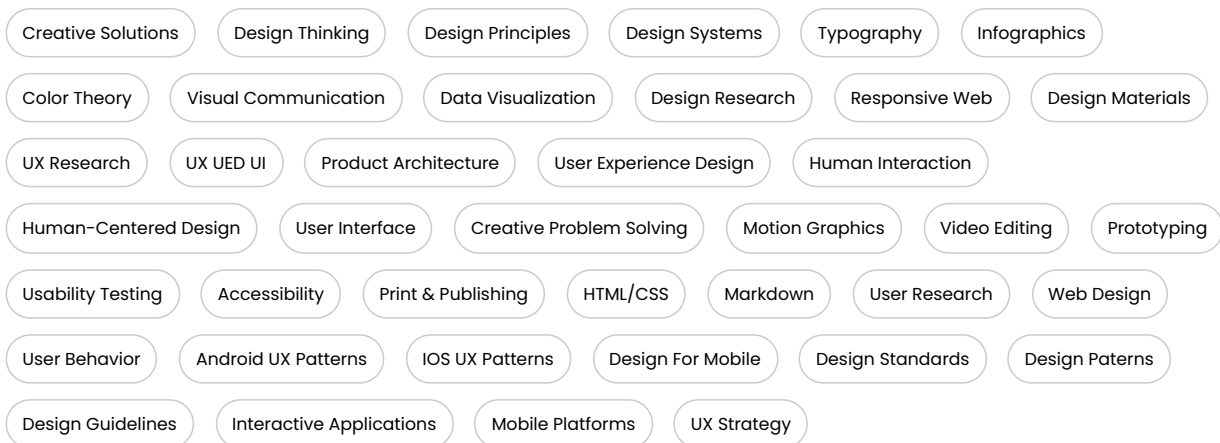 Creative Solutions Design Thinking Design Principles Design Systems Typography Infographics
Color Theory Visual Communication Data Visualization Design Research Responsive Web Design Materials
UX Research UX UED UI Product Architecture User Experience Design Human Interaction
Human-Centered Design User Interface Creative Problem Solving Motion Graphics Video Editing Prototyping
Usability Testing Accessibility Print & Publishing HTML/CSS Markdown User Research Web Design
User Behavior Android UX Patterns IOS UX Patterns Design For Mobile Design Standards Design Paterns
Design Guidelines Interactive Applications Mobile Platforms UX Strategy